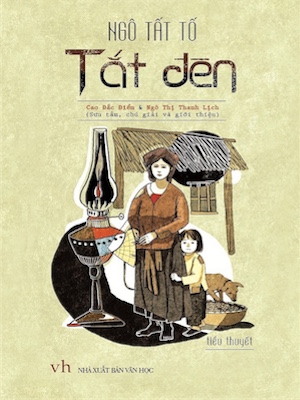 NGÔ TẤT TỐ
Tắt đèn
Cao Đắc Điểm & Ngô Thị Thanh Lịch
(Sưu tầm, chú giải và giới thiệu)
tiểu thuyết
vh NHÀ XUẤT BẢN VĂN HỌC